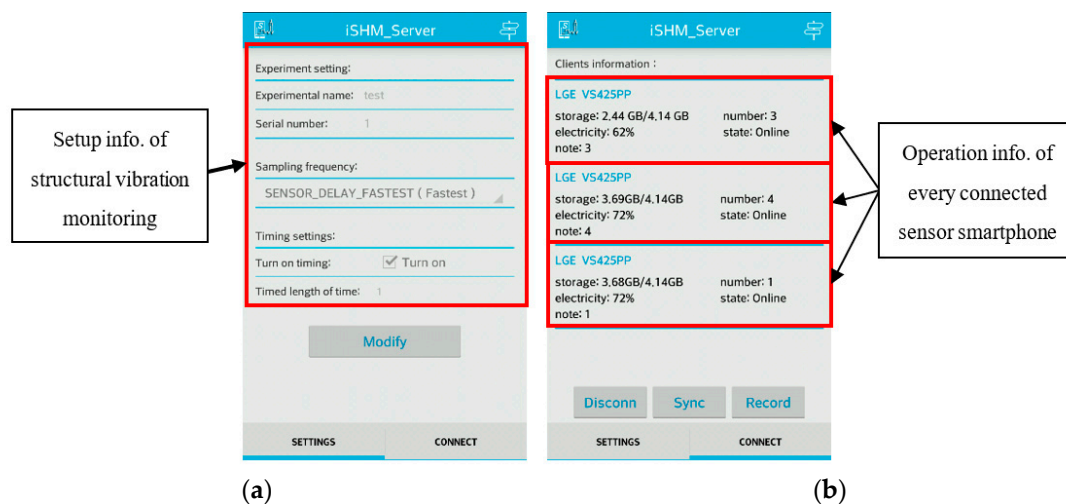 Setup info. of
structural vibration
monitoring
iSHM_Server
Experiment setting:
Experimental name: test
Serial number: 1
Sampling frequency:
SENSOR_DELAY_FASTEST ( Fastest )
Timing settings:
Turn on timing: Turn on
Timed length of time: 1
Modify
SETTINGS CONNECT
(a)
iSHM_Server
Clients information :
LGE VS425PP
storage: 2.44 GB/4.14 GB number: 3
electricity: 62% state: Online
note: 3
LGE VS425PP
storage: 3.69GB/4.14GB number: 4
electricity: 72% state: Online
note: 4
LGE VS425PP
storage: 3.68GB/4.14GB number: 1
electricity: 72% state: Online
note: 1
Disconn Sync Record
SETTINGS CONNECT
(b)
Operation info. of
every connected
sensor smartphone